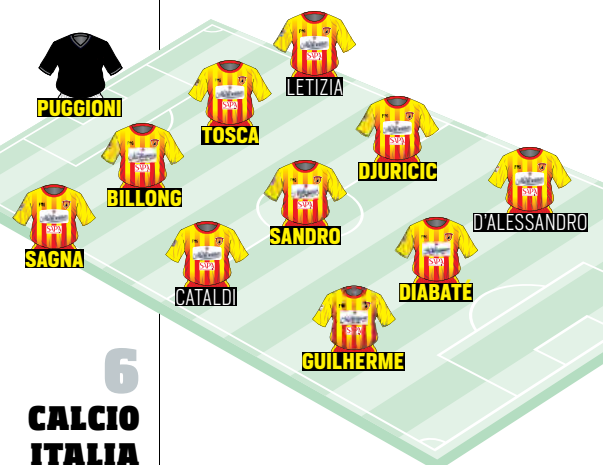 LETIZIA
PUGGIONI
TOSCA
DJURICIC
BILLONG
D'ALESSANDRO
SANDRO
SAGNA
CATALDI
DIABATÉ
GUILHERME
6
CALCIO
ITALIA